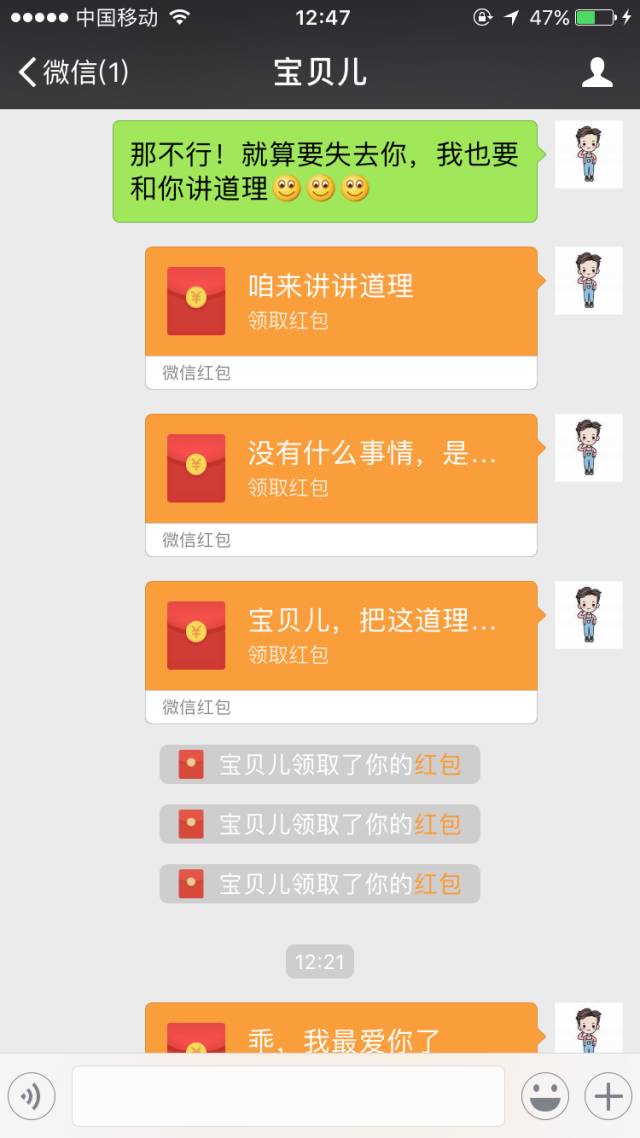 中国移动 12:47 47%
微信(1) 宝贝儿
那不行！就算要失去你，我也要
和你讲道理
咱来讲讲道理
领取红包
微信红包
没有什么事情，是...
领取红包
微信红包
宝贝儿，把这道理...
领取红包
微信红包
宝贝儿领取了你的红包
宝贝儿领取了你的红包
宝贝儿领取了你的红包
12:21
乖，我最爱你了